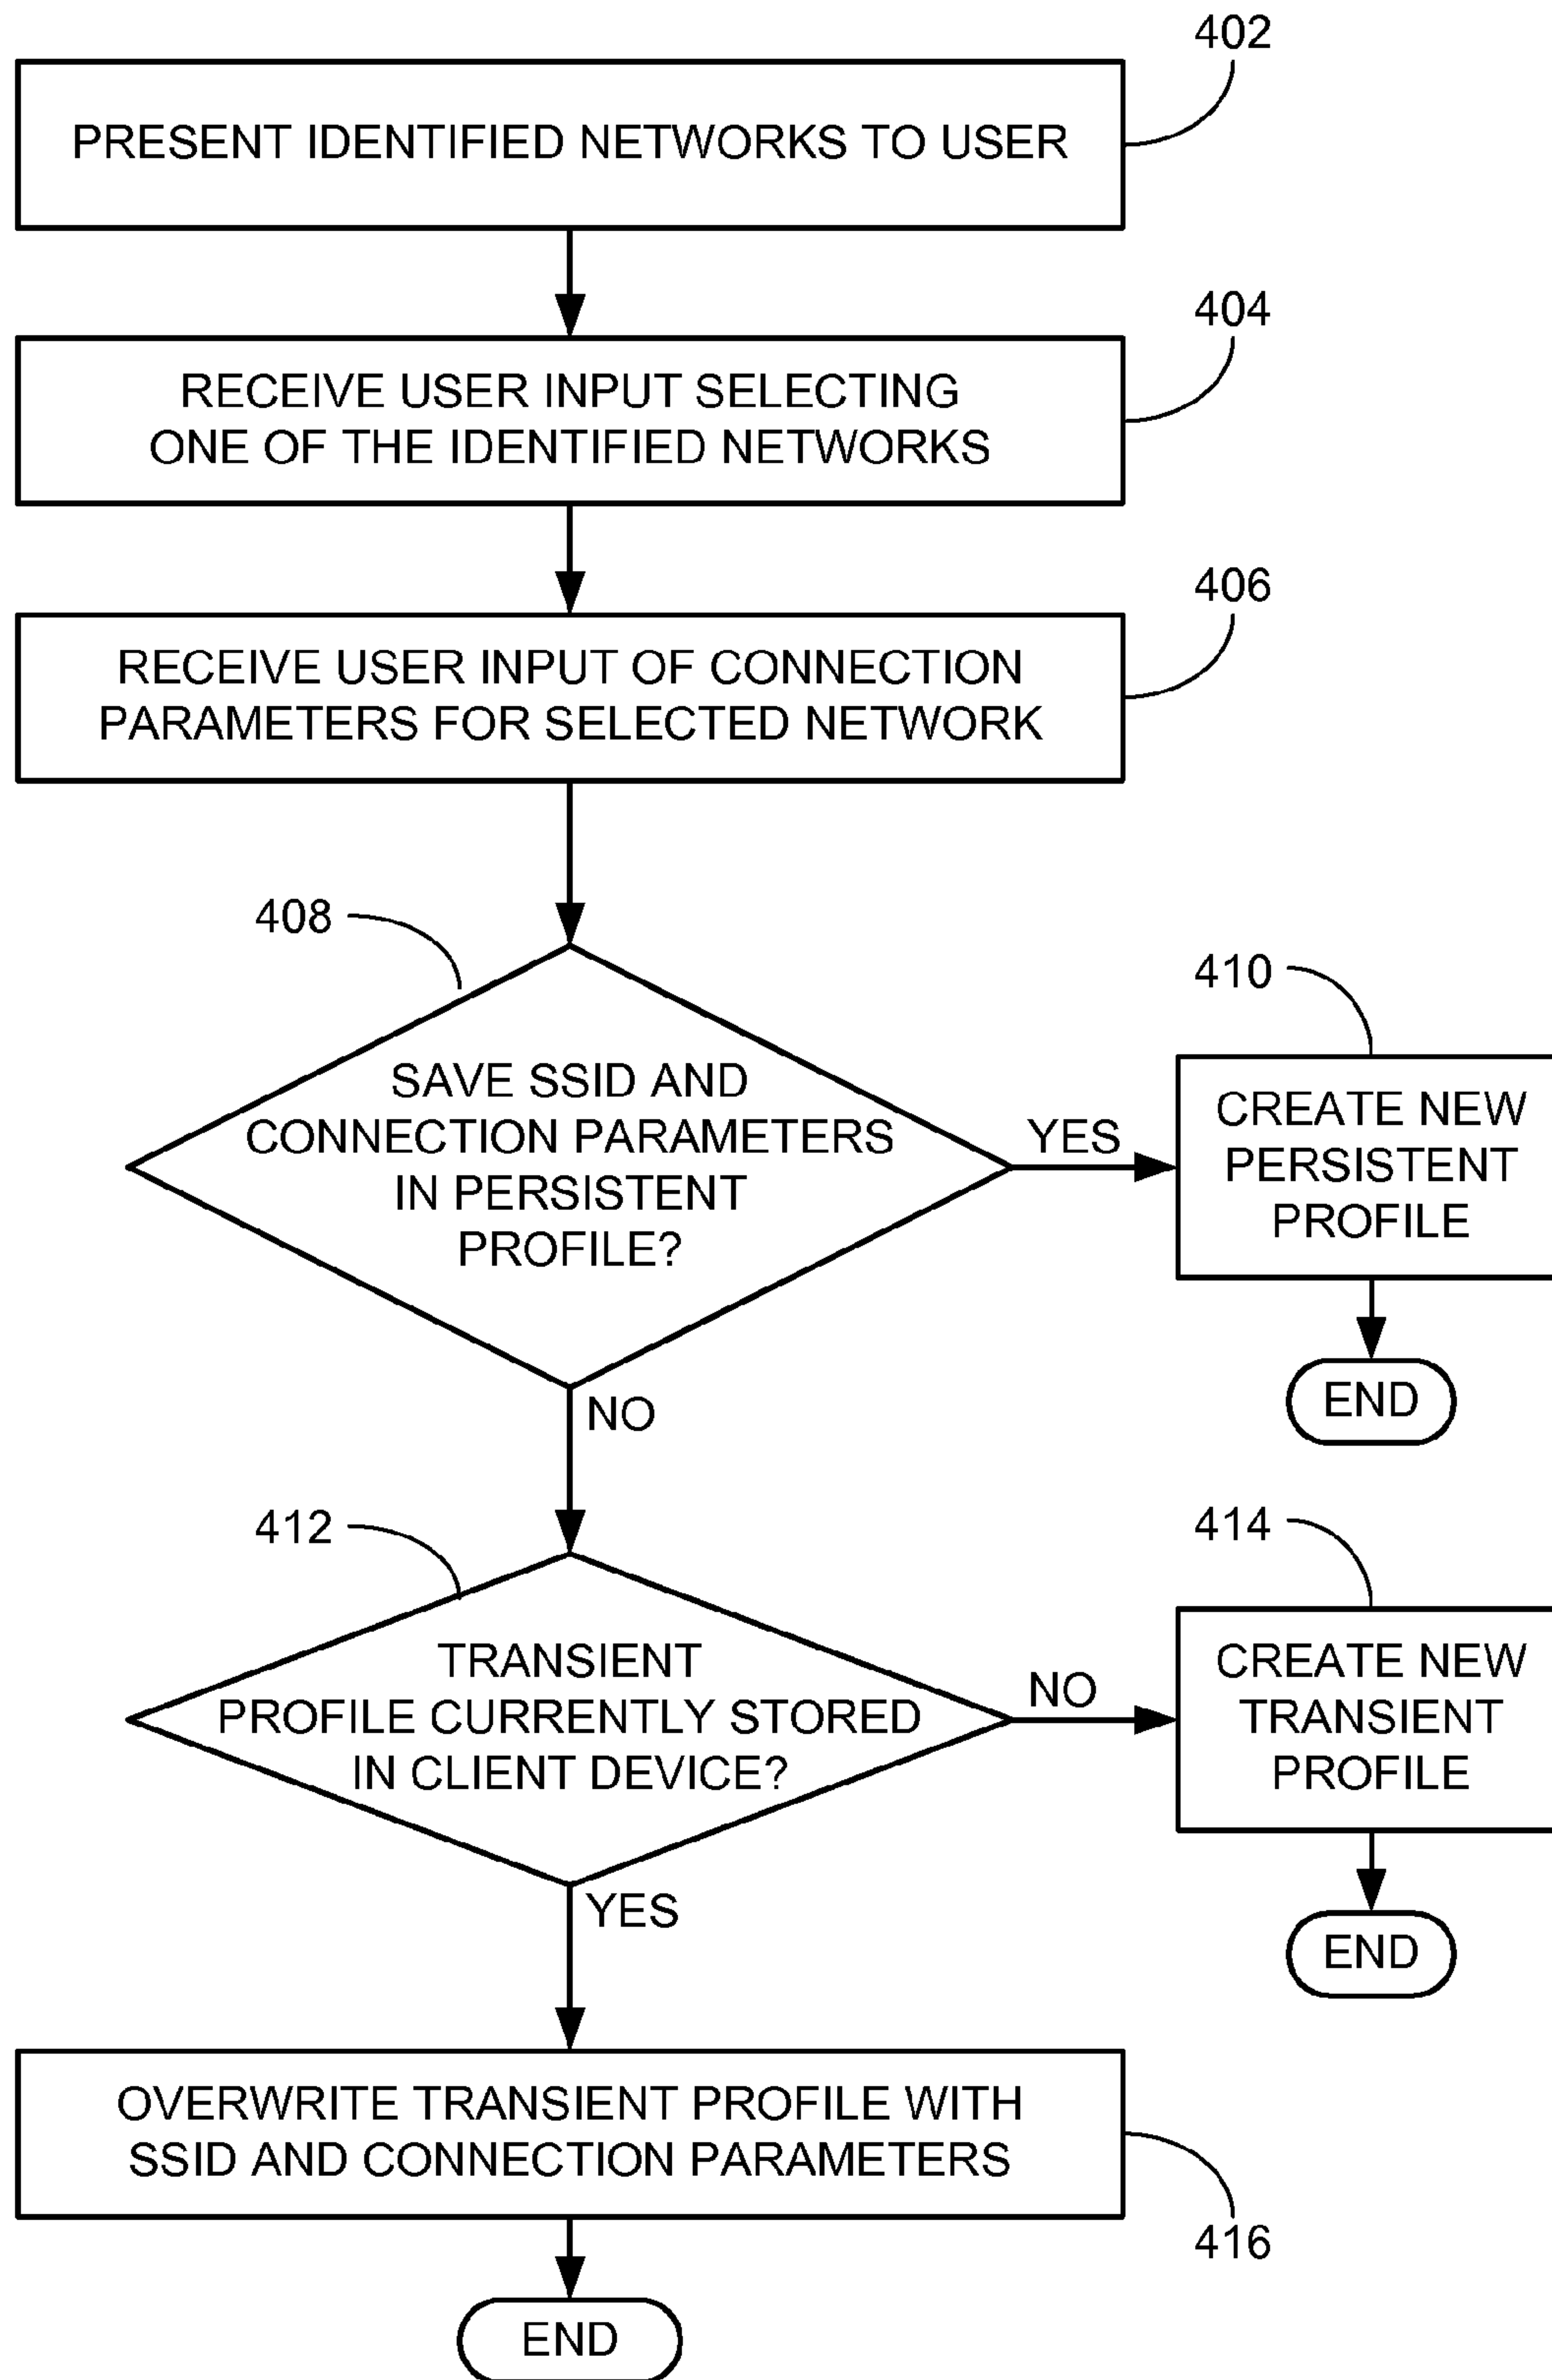 402
PRESENT IDENTIFIED NETWORKS TO USER
404
RECEIVE USER INPUT SELECTING
ONE OF THE IDENTIFIED NETWORKS
406
RECEIVE USER INPUT OF CONNECTION
PARAMETERS FOR SELECTED NETWORK
408
SAVE SSID AND
CONNECTION PARAMETERS
IN PERSISTENT
PROFILE?
YES
410
CREATE NEW
PERSISTENT
PROFILE
END
NO
412
TRANSIENT
PROFILE CURRENTLY STORED
IN CLIENT DEVICE?
NO
414
CREATE NEW
TRANSIENT
PROFILE
END
YES
OVERWRITE TRANSIENT PROFILE WITH
SSID AND CONNECTION PARAMETERS
416
END